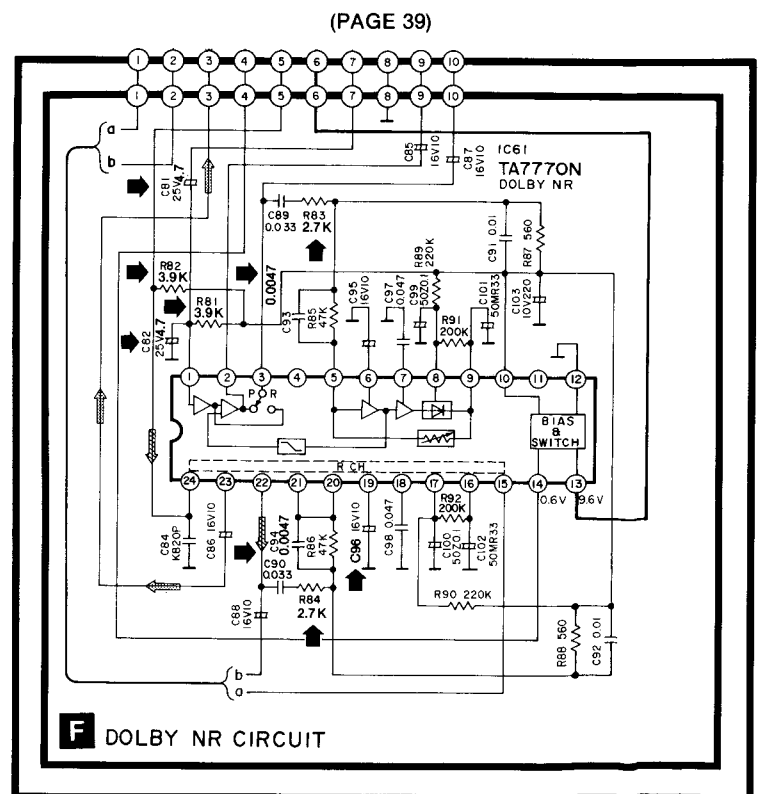 (PAGE 39)
1 2 3 4 5 6 7 8 9 10
1 2 3 4 5 6 7 8 9 10
a
b
C81
25V4.7
C85
16V10
C87
16V10
IC61
TA7770N
DOLBY NR
C89
0.033
R83
2.7K
R89
220K
C91 0.01
R87 560
R82
3.9K
0.0047
C93
R85
47K
C95
16V10
C97
0.047
C99
50Z0.1
R91
200K
C101
50MR33
C103
10V220
R81
3.9K
C82
25V4.7
1 2 3 4 5 6 7 8 9 10 11 12
P R
BIAS
&
SWITCH
R CH
24 23 22 21 20 19 18 17 16 15 14 13
0.6V 9.6V
C84
KB20P
C86 16V10
C94
0.0047
R86
47K
C96 16V10
C98 0.047
R92
200K
C100
50Z0.1
C102
50MR33
C90
0.033
R84
2.7K
C88
16V10
R90 220K
R88 560
C92 0.01
b
a
F DOLBY NR CIRCUIT